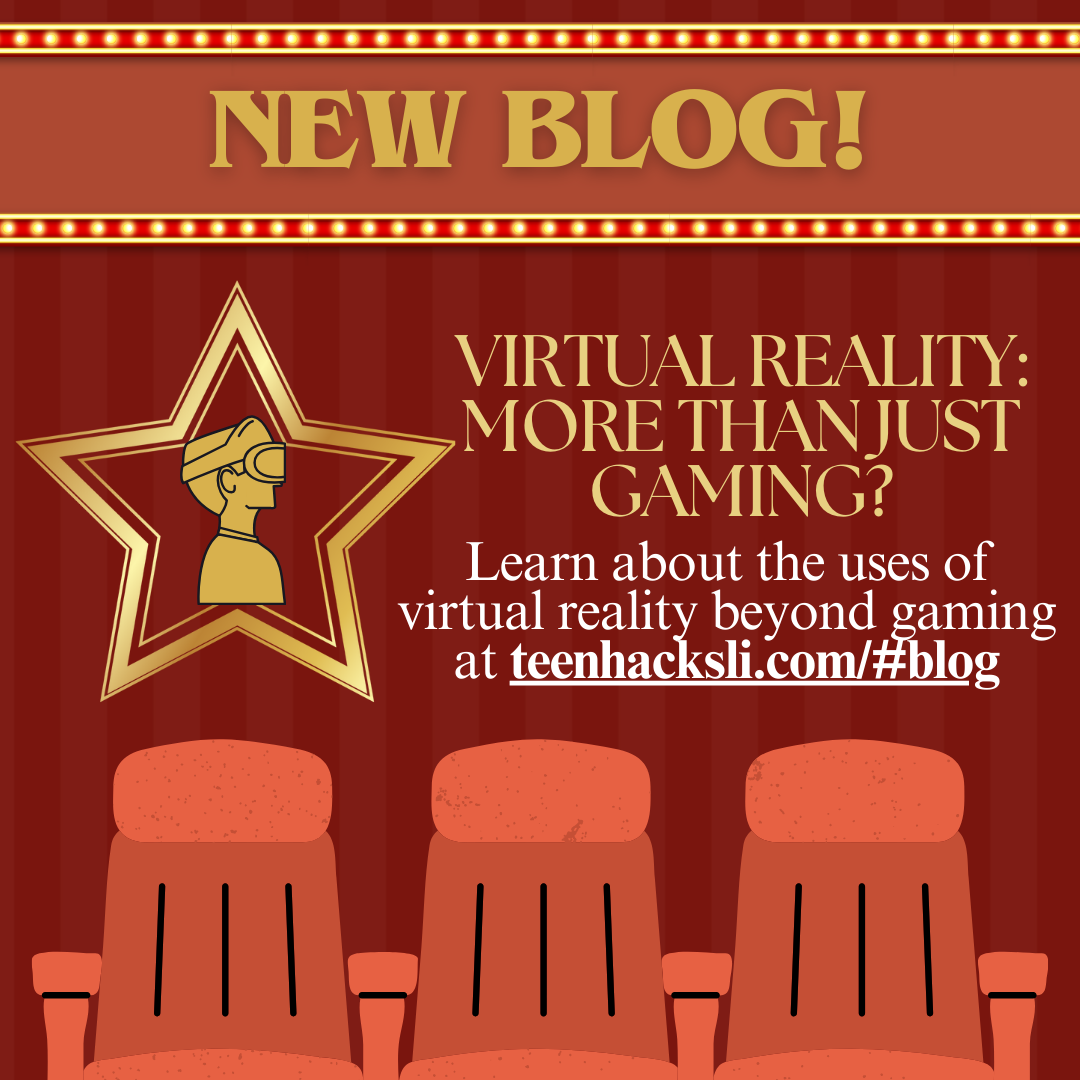 NEW BLOG!
VIRTUAL REALITY:
MORE THAN JUST
GAMING?
Learn about the uses of
virtual reality beyond gaming
at teenhacksli.com/#blog